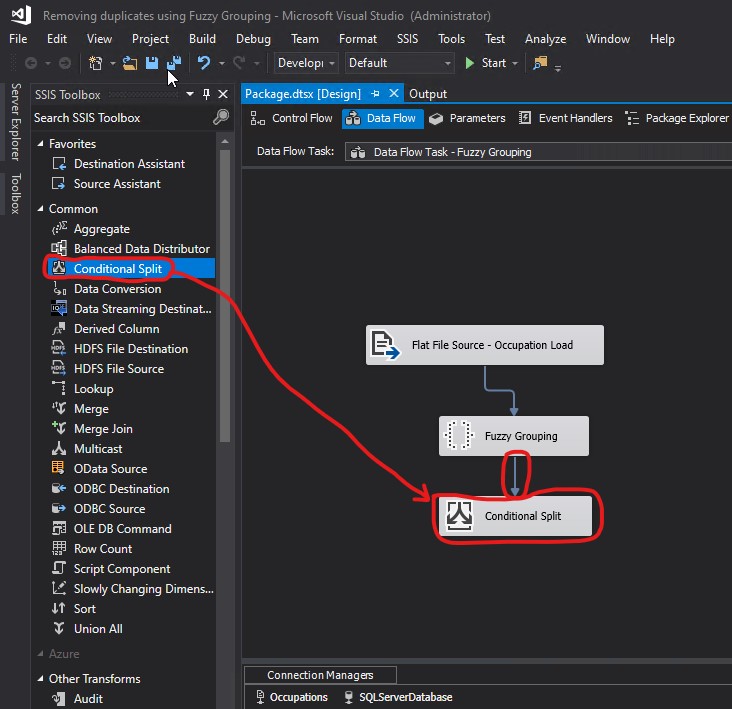 Removing duplicates using Fuzzy Grouping - Microsoft Visual Studio (Administrator)
File Edit View Project Build Debug Team Format SSIS Tools Test Analyze Window Help
Developı Default Start
Server Explorer
Toolbox
SSIS Toolbox
Search SSIS Toolbox
Favorites
Destination Assistant
Source Assistant
Common
Aggregate
Balanced Data Distributor
Conditional Split
Data Conversion
Data Streaming Destinat...
Derived Column
HDFS File Destination
HDFS File Source
Lookup
Merge
Merge Join
Multicast
OData Source
ODBC Destination
ODBC Source
OLE DB Command
Row Count
Script Component
Slowly Changing Dimens...
Sort
Union All
Azure
Other Transforms
Audit
Package.dtsx [Design] Output
Control Flow Data Flow Parameters Event Handlers Package Explorer
Data Flow Task: Data Flow Task - Fuzzy Grouping
Flat File Source - Occupation Load
Fuzzy Grouping
Conditional Split
Connection Managers
Occupations SQLServerDatabase